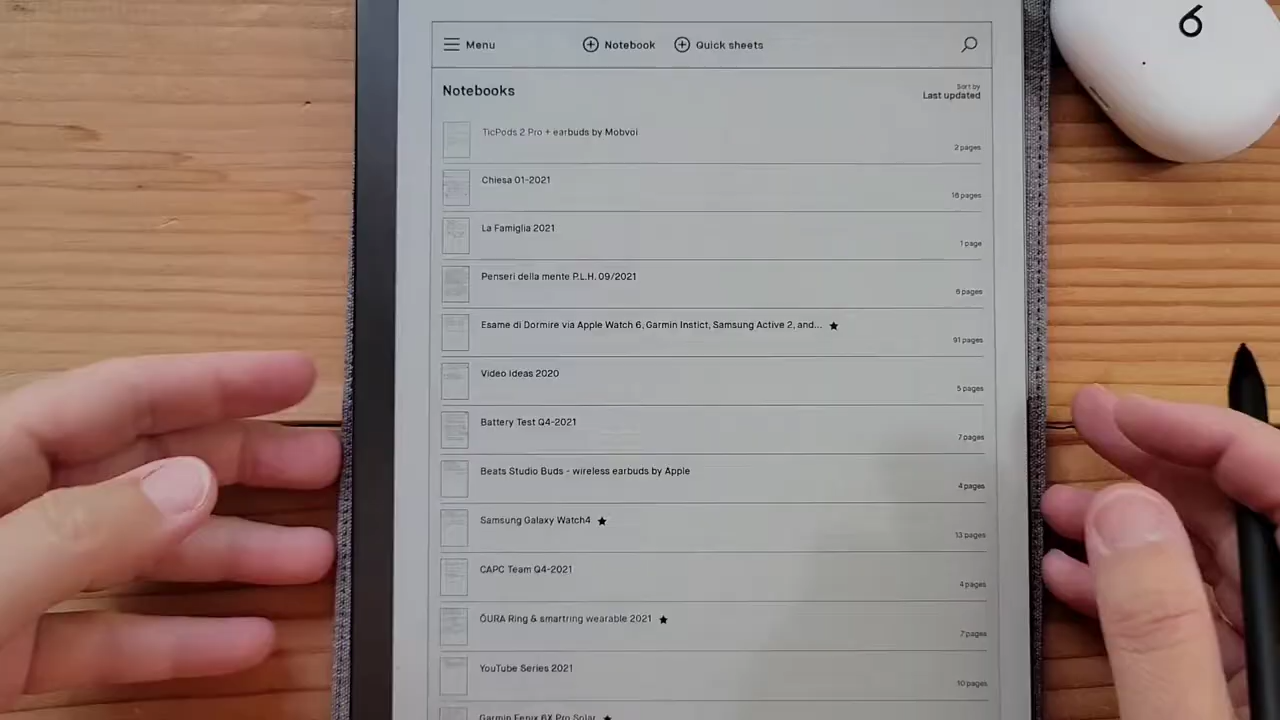 6
Menu
Notebook
Quick sheets
Notebooks
Sort by
Last updated
TicPods 2 Pro + earbuds by Mobvoi
2 pages
Chiesa 01-2021
18 pages
La Famiglia 2021
1 page
Penseri della mente P.L.H. 09/2021
6 pages
Esame di Dormire via Apple Watch 6, Garmin Instict, Samsung Active 2, and...
91 pages
Video Ideas 2020
5 pages
Battery Test Q4-2021
7 pages
Beats Studio Buds - wireless earbuds by Apple
4 pages
Samsung Galaxy Watch4
13 pages
CAPC Team Q4-2021
4 pages
ŌURA Ring & smartring wearable 2021
7 pages
YouTube Series 2021
10 pages
Garmin Fenix 6X Pro Solar